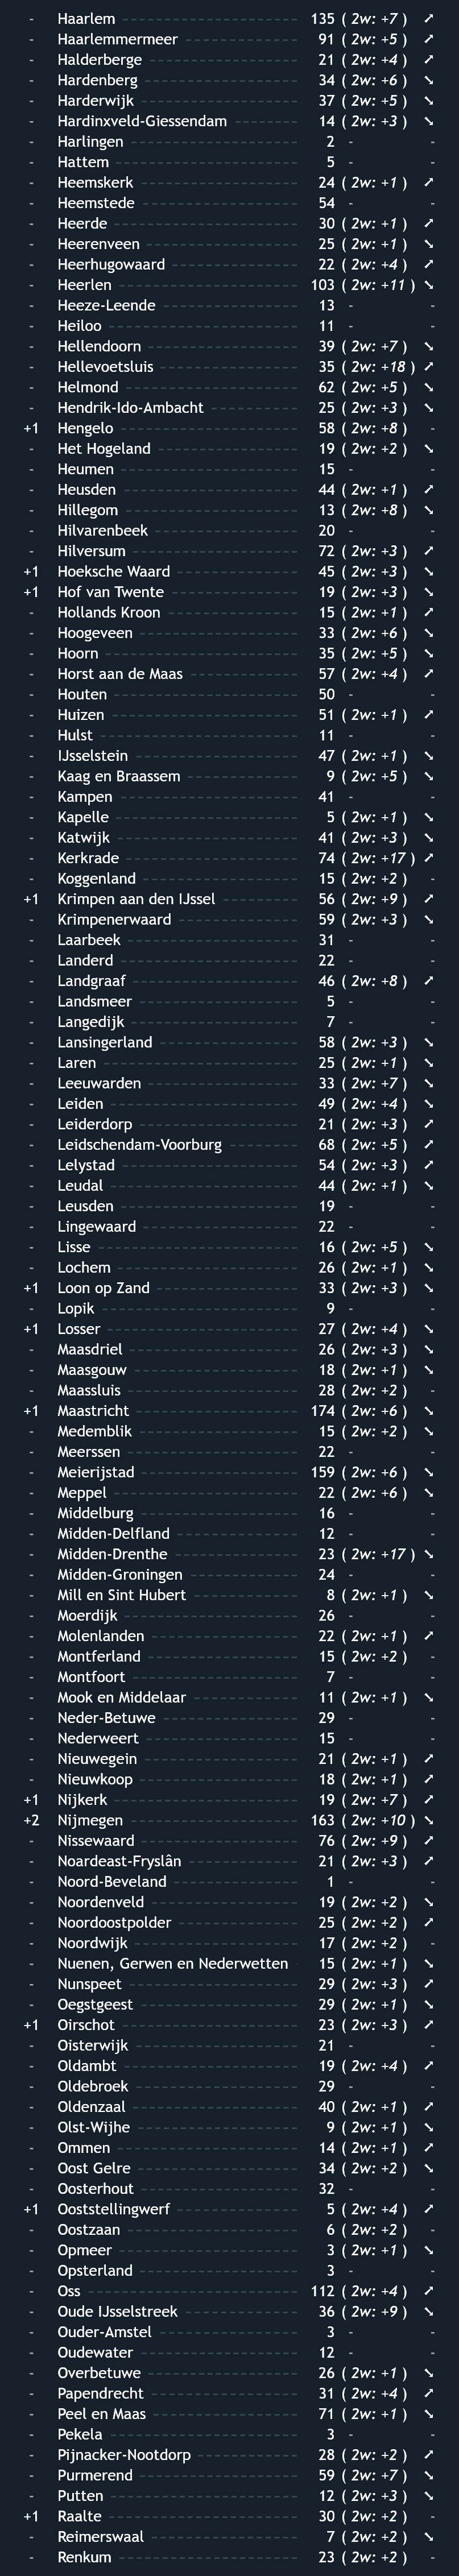 - Haarlem 135 ( 2w: +7 ) ↗
- Haarlemmermeer 91 ( 2w: +5 ) ↗
- Halderberge 21 ( 2w: +4 ) ↗
- Hardenberg 34 ( 2w: +6 ) ↘
- Harderwijk 37 ( 2w: +5 ) ↘
- Hardinxveld-Giessendam 14 ( 2w: +3 ) ↘
- Harlingen 2 - -
- Hattem 5 - -
- Heemskerk 24 ( 2w: +1 ) ↗
- Heemstede 54 - -
- Heerde 30 ( 2w: +1 ) ↗
- Heerenveen 25 ( 2w: +1 ) ↘
- Heerhugowaard 22 ( 2w: +4 ) ↗
- Heerlen 103 ( 2w: +11 ) ↘
- Heeze-Leende 13 - -
- Heiloo 11 - -
- Hellendoorn 39 ( 2w: +7 ) ↘
- Hellevoetsluis 35 ( 2w: +18 ) ↗
- Helmond 62 ( 2w: +5 ) ↘
- Hendrik-Ido-Ambacht 25 ( 2w: +3 ) ↘
+1 Hengelo 58 ( 2w: +8 ) -
- Het Hogeland 19 ( 2w: +2 ) ↘
- Heumen 15 - -
- Heusden 44 ( 2w: +1 ) ↗
- Hillegom 13 ( 2w: +8 ) ↘
- Hilvarenbeek 20 - -
- Hilversum 72 ( 2w: +3 ) ↗
+1 Hoeksche Waard 45 ( 2w: +3 ) ↘
+1 Hof van Twente 19 ( 2w: +3 ) ↘
- Hollands Kroon 15 ( 2w: +1 ) ↗
- Hoogeveen 33 ( 2w: +6 ) ↘
- Hoorn 35 ( 2w: +5 ) ↘
- Horst aan de Maas 57 ( 2w: +4 ) ↗
- Houten 50 - -
- Huizen 51 ( 2w: +1 ) ↗
- Hulst 11 - -
- IJsselstein 47 ( 2w: +1 ) ↘
- Kaag en Braassem 9 ( 2w: +5 ) ↘
- Kampen 41 - -
- Kapelle 5 ( 2w: +1 ) ↘
- Katwijk 41 ( 2w: +3 ) ↘
- Kerkrade 74 ( 2w: +17 ) ↗
- Koggenland 15 ( 2w: +2 ) -
+1 Krimpen aan den IJssel 56 ( 2w: +9 ) ↗
- Krimpenerwaard 59 ( 2w: +3 ) ↘
- Laarbeek 31 - -
- Landerd 22 - -
- Landgraaf 46 ( 2w: +8 ) ↗
- Landsmeer 5 - -
- Langedijk 7 - -
- Lansingerland 58 ( 2w: +3 ) ↘
- Laren 25 ( 2w: +1 ) ↘
- Leeuwarden 33 ( 2w: +7 ) ↘
- Leiden 49 ( 2w: +4 ) ↘
- Leiderdorp 21 ( 2w: +3 ) ↗
- Leidschendam-Voorburg 68 ( 2w: +5 ) ↗
- Lelystad 54 ( 2w: +3 ) ↗
- Leudal 44 ( 2w: +1 ) ↘
- Leusden 19 - -
- Lingewaard 22 - -
- Lisse 16 ( 2w: +5 ) ↘
- Lochem 26 ( 2w: +1 ) ↘
+1 Loon op Zand 33 ( 2w: +3 ) ↘
- Lopik 9 - -
+1 Losser 27 ( 2w: +4 ) ↘
- Maasdriel 26 ( 2w: +3 ) ↘
- Maasgouw 18 ( 2w: +1 ) ↘
- Maassluis 28 ( 2w: +2 ) -
+1 Maastricht 174 ( 2w: +6 ) ↘
- Medemblik 15 ( 2w: +2 ) ↘
- Meerssen 22 - -
- Meierijstad 159 ( 2w: +6 ) ↘
- Meppel 22 ( 2w: +6 ) ↘
- Middelburg 16 - -
- Midden-Delfland 12 - -
- Midden-Drenthe 23 ( 2w: +17 ) ↘
- Midden-Groningen 24 - -
- Mill en Sint Hubert 8 ( 2w: +1 ) ↘
- Moerdijk 26 - -
- Molenlanden 22 ( 2w: +1 ) ↗
- Montferland 15 ( 2w: +2 ) -
- Montfoort 7 - -
- Mook en Middelaar 11 ( 2w: +1 ) ↘
- Neder-Betuwe 29 - -
- Nederweert 15 - -
- Nieuwegein 21 ( 2w: +1 ) ↗
- Nieuwkoop 18 ( 2w: +1 ) ↗
+1 Nijkerk 19 ( 2w: +7 ) ↗
+2 Nijmegen 163 ( 2w: +10 ) ↘
- Nissewaard 76 ( 2w: +9 ) ↗
- Noardeast-Fryslân 21 ( 2w: +3 ) ↗
- Noord-Beveland 1 - -
- Noordenveld 19 ( 2w: +2 ) ↘
- Noordoostpolder 25 ( 2w: +2 ) ↗
- Noordwijk 17 ( 2w: +2 ) -
- Nuenen, Gerwen en Nederwetten 15 ( 2w: +1 ) ↘
- Nunspeet 29 ( 2w: +3 ) ↗
- Oegstgeest 29 ( 2w: +1 ) ↘
+1 Oirschot 23 ( 2w: +3 ) ↗
- Oisterwijk 21 - -
- Oldambt 19 ( 2w: +4 ) ↗
- Oldebroek 29 - -
- Oldenzaal 40 ( 2w: +1 ) ↗
- Olst-Wijhe 9 ( 2w: +1 ) ↘
- Ommen 14 ( 2w: +1 ) ↗
- Oost Gelre 34 ( 2w: +2 ) ↘
- Oosterhout 32 - -
+1 Ooststellingwerf 5 ( 2w: +4 ) ↗
- Oostzaan 6 ( 2w: +2 ) -
- Opmeer 3 ( 2w: +1 ) ↘
- Opsterland 3 - -
- Oss 112 ( 2w: +4 ) ↗
- Oude IJsselstreek 36 ( 2w: +9 ) ↘
- Ouder-Amstel 3 - -
- Oudewater 12 - -
- Overbetuwe 26 ( 2w: +1 ) ↘
- Papendrecht 31 ( 2w: +4 ) ↗
- Peel en Maas 71 ( 2w: +1 ) ↘
- Pekela 3 - -
- Pijnacker-Nootdorp 28 ( 2w: +2 ) ↗
- Purmerend 59 ( 2w: +7 ) ↘
- Putten 12 ( 2w: +3 ) ↘
+1 Raalte 30 ( 2w: +2 ) -
- Reimerswaal 7 ( 2w: +2 ) ↘
- Renkum 23 ( 2w: +2 ) -